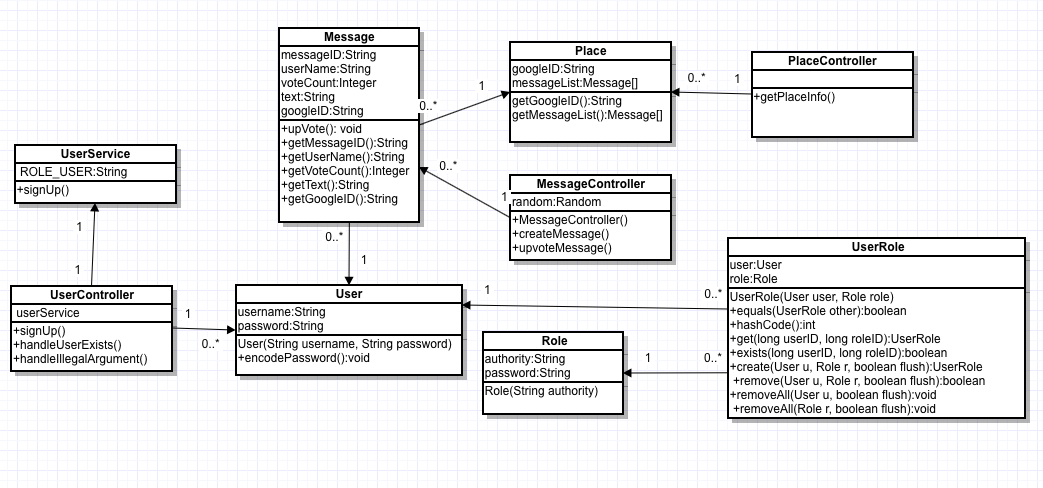 Message
messageID:String
userName:String
voteCount:Integer
text:String
googleID:String
+upVote(): void
+getMessageID():String
+getUserName():String
+getVoteCount():Integer
+getText():String
+getGoogleID():String
0..*
1
Place
googleID:String
messageList:Message[]
getGoogleID():String
getMessageList():Message[]
0..*
1
PlaceController
+getPlaceInfo()
UserService
ROLE_USER:String
+signUp()
1
1
0..*
1
MessageController
random:Random
+MessageController()
+createMessage()
+upvoteMessage()
0..*
1
UserController
userService
+signUp()
+handleUserExists()
+handleIllegalArgument()
1
0..*
User
username:String
password:String
User(String username, String password)
+encodePassword():void
1
0..*
Role
authority:String
password:String
Role(String authority)
1
0..*
UserRole
user:User
role:Role
UserRole(User user, Role role)
+equals(UserRole other):boolean
+hashCode():int
+get(long userID, long roleID):UserRole
+exists(long userID, long roleID):boolean
+create(User u, Role r, boolean flush):UserRole
+remove(User u, Role r, boolean flush):boolean
+removeAll(User u, boolean flush):void
+removeAll(Role r, boolean flush):void